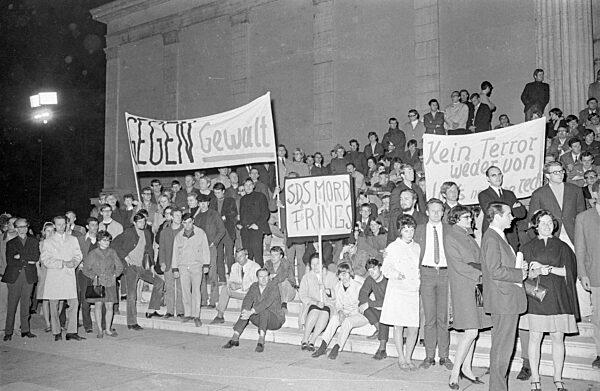 GEGEN Gewalt
SDS MORD
FRINGS
Kein Terror
weder von